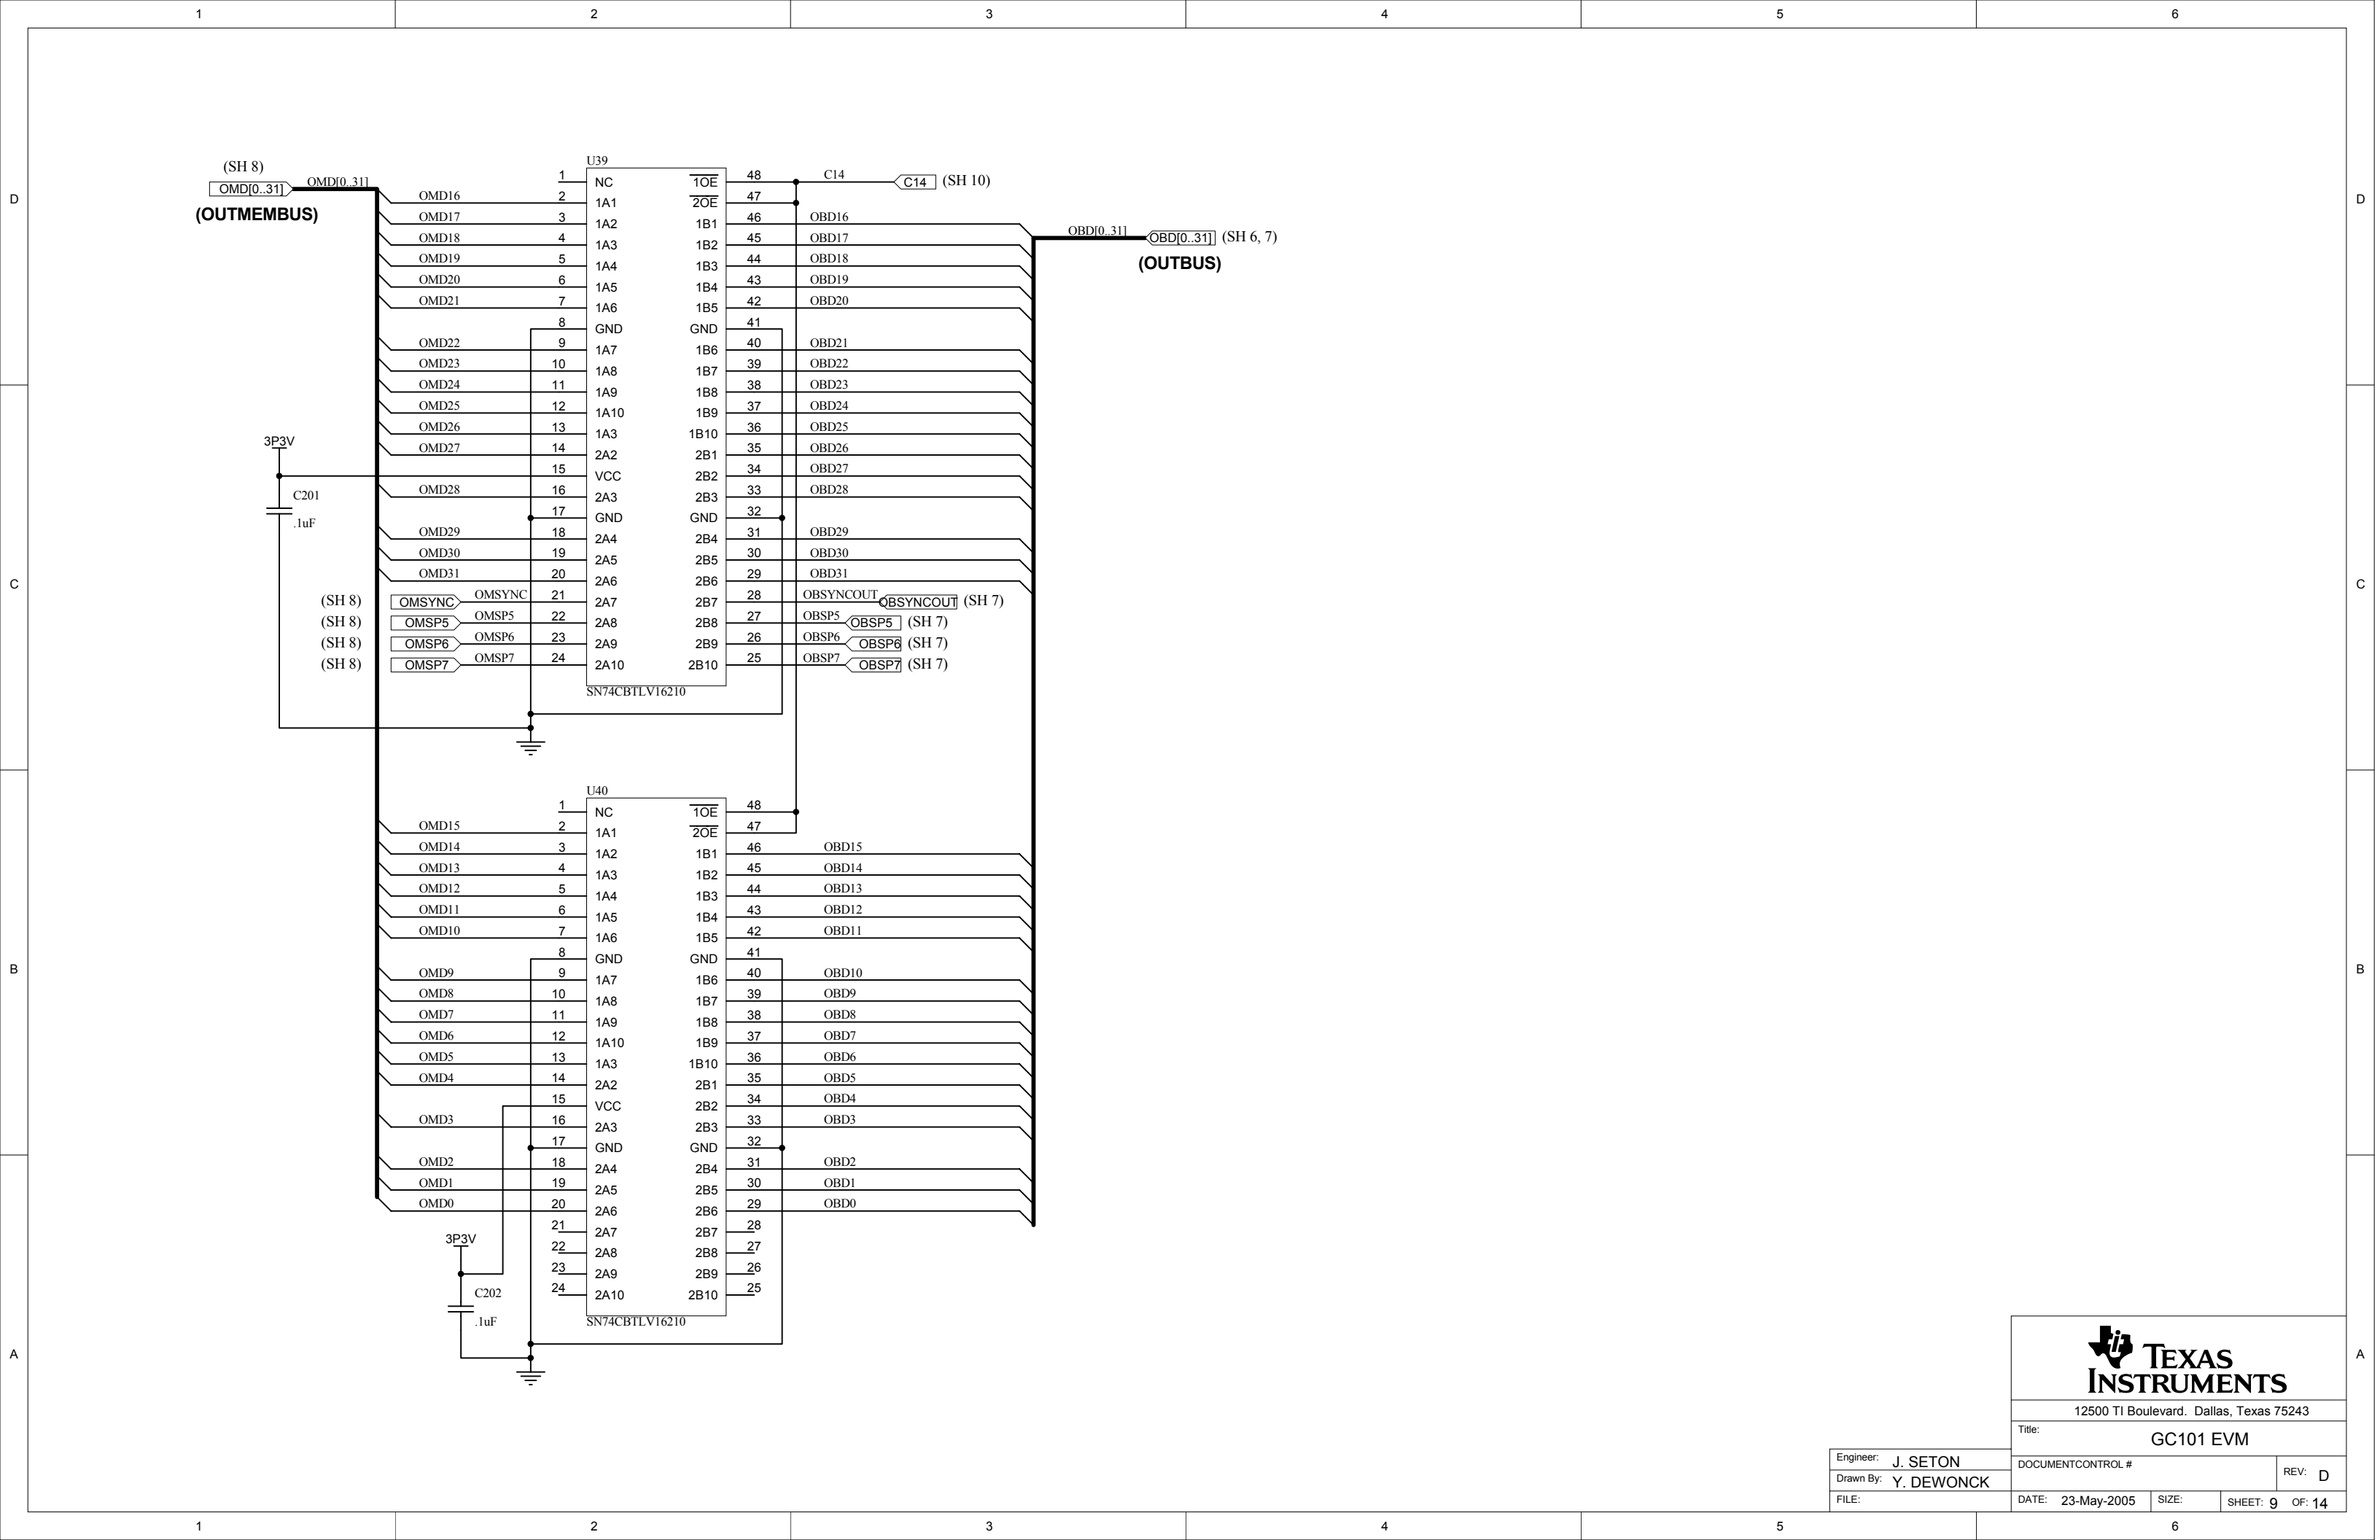 1 2 3 4 5 6
D D
C C
B B
A A
(SH 8)
OMD[0..31] OMD[0..31]
(OUTMEMBUS)
U39
1 NC 1OE 48 C14 C14 (SH 10)
OMD16 2 1A1 2OE 47
OMD17 3 1A2 1B1 46 OBD16
OMD18 4 1A3 1B2 45 OBD17
OMD19 5 1A4 1B3 44 OBD18
OMD20 6 1A5 1B4 43 OBD19
OMD21 7 1A6 1B5 42 OBD20
8 GND GND 41
OMD22 9 1A7 1B6 40 OBD21
OMD23 10 1A8 1B7 39 OBD22
OMD24 11 1A9 1B8 38 OBD23
OMD25 12 1A10 1B9 37 OBD24
OMD26 13 1A3 1B10 36 OBD25
OMD27 14 2A2 2B1 35 OBD26
15 VCC 2B2 34 OBD27
OMD28 16 2A3 2B3 33 OBD28
17 GND GND 32
OMD29 18 2A4 2B4 31 OBD29
OMD30 19 2A5 2B5 30 OBD30
OMD31 20 2A6 2B6 29 OBD31
(SH 8) OMSYNC OMSYNC 21 2A7 2B7 28 OBSYNCOUT OBSYNCOUT (SH 7)
(SH 8) OMSP5 OMSP5 22 2A8 2B8 27 OBSP5 OBSP5 (SH 7)
(SH 8) OMSP6 OMSP6 23 2A9 2B9 26 OBSP6 OBSP6 (SH 7)
(SH 8) OMSP7 OMSP7 24 2A10 2B10 25 OBSP7 OBSP7 (SH 7)
SN74CBTLV16210
OBD[0..31] OBD[0..31] (SH 6, 7)
(OUTBUS)
3P3V
C201
.1uF
U40
1 NC 1OE 48
OMD15 2 1A1 2OE 47
OMD14 3 1A2 1B1 46 OBD15
OMD13 4 1A3 1B2 45 OBD14
OMD12 5 1A4 1B3 44 OBD13
OMD11 6 1A5 1B4 43 OBD12
OMD10 7 1A6 1B5 42 OBD11
8 GND GND 41
OMD9 9 1A7 1B6 40 OBD10
OMD8 10 1A8 1B7 39 OBD9
OMD7 11 1A9 1B8 38 OBD8
OMD6 12 1A10 1B9 37 OBD7
OMD5 13 1A3 1B10 36 OBD6
OMD4 14 2A2 2B1 35 OBD5
15 VCC 2B2 34 OBD4
OMD3 16 2A3 2B3 33 OBD3
17 GND GND 32
OMD2 18 2A4 2B4 31 OBD2
OMD1 19 2A5 2B5 30 OBD1
OMD0 20 2A6 2B6 29 OBD0
21 2A7 2B7 28
22 2A8 2B8 27
23 2A9 2B9 26
24 2A10 2B10 25
SN74CBTLV16210
3P3V
C202
.1uF
TEXAS
INSTRUMENTS
12500 TI Boulevard. Dallas, Texas 75243
Title:
GC101 EVM
Engineer: J. SETON
Drawn By: Y. DEWONCK
FILE:
DOCUMENTCONTROL #
REV: D
DATE: 23-May-2005 SIZE: SHEET: 9 OF: 14
1 2 3 4 5 6